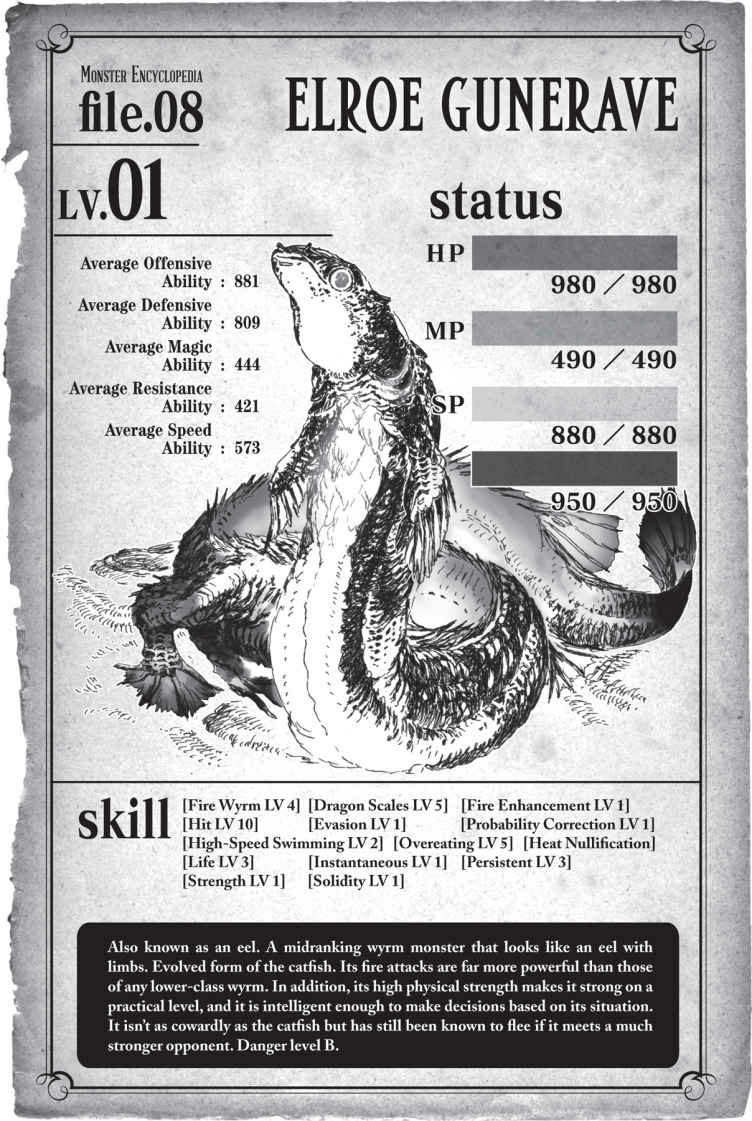 MONSTER ENCYCLOPEDIA
file.08
ELROE GUNERAVE
LV.01
status
Average Offensive
Ability : 881
Average Defensive
Ability : 809
Average Magic
Ability : 444
Average Resistance
Ability : 421
Average Speed
Ability : 573
HP
980 / 980
MP
490 / 490
SP
880 / 880
950 / 950
skill
[Fire Wyrm LV 4] [Dragon Scales LV 5] [Fire Enhancement LV 1]
[Hit LV 10] [Evasion LV 1] [Probability Correction LV 1]
[High-Speed Swimming LV 2] [Overeating LV 5] [Heat Nullification]
[Life LV 3] [Instantaneous LV 1] [Persistent LV 3]
[Strength LV 1] [Solidity LV 1]
Also known as an eel. A midranking wyrm monster that looks like an eel with
limbs. Evolved form of the catfish. Its fire attacks are far more powerful than those
of any lower-class wyrm. In addition, its high physical strength makes it strong on a
practical level, and it is intelligent enough to make decisions based on its situation.
It isn't as cowardly as the catfish but has still been known to flee if it meets a much
stronger opponent. Danger level B.